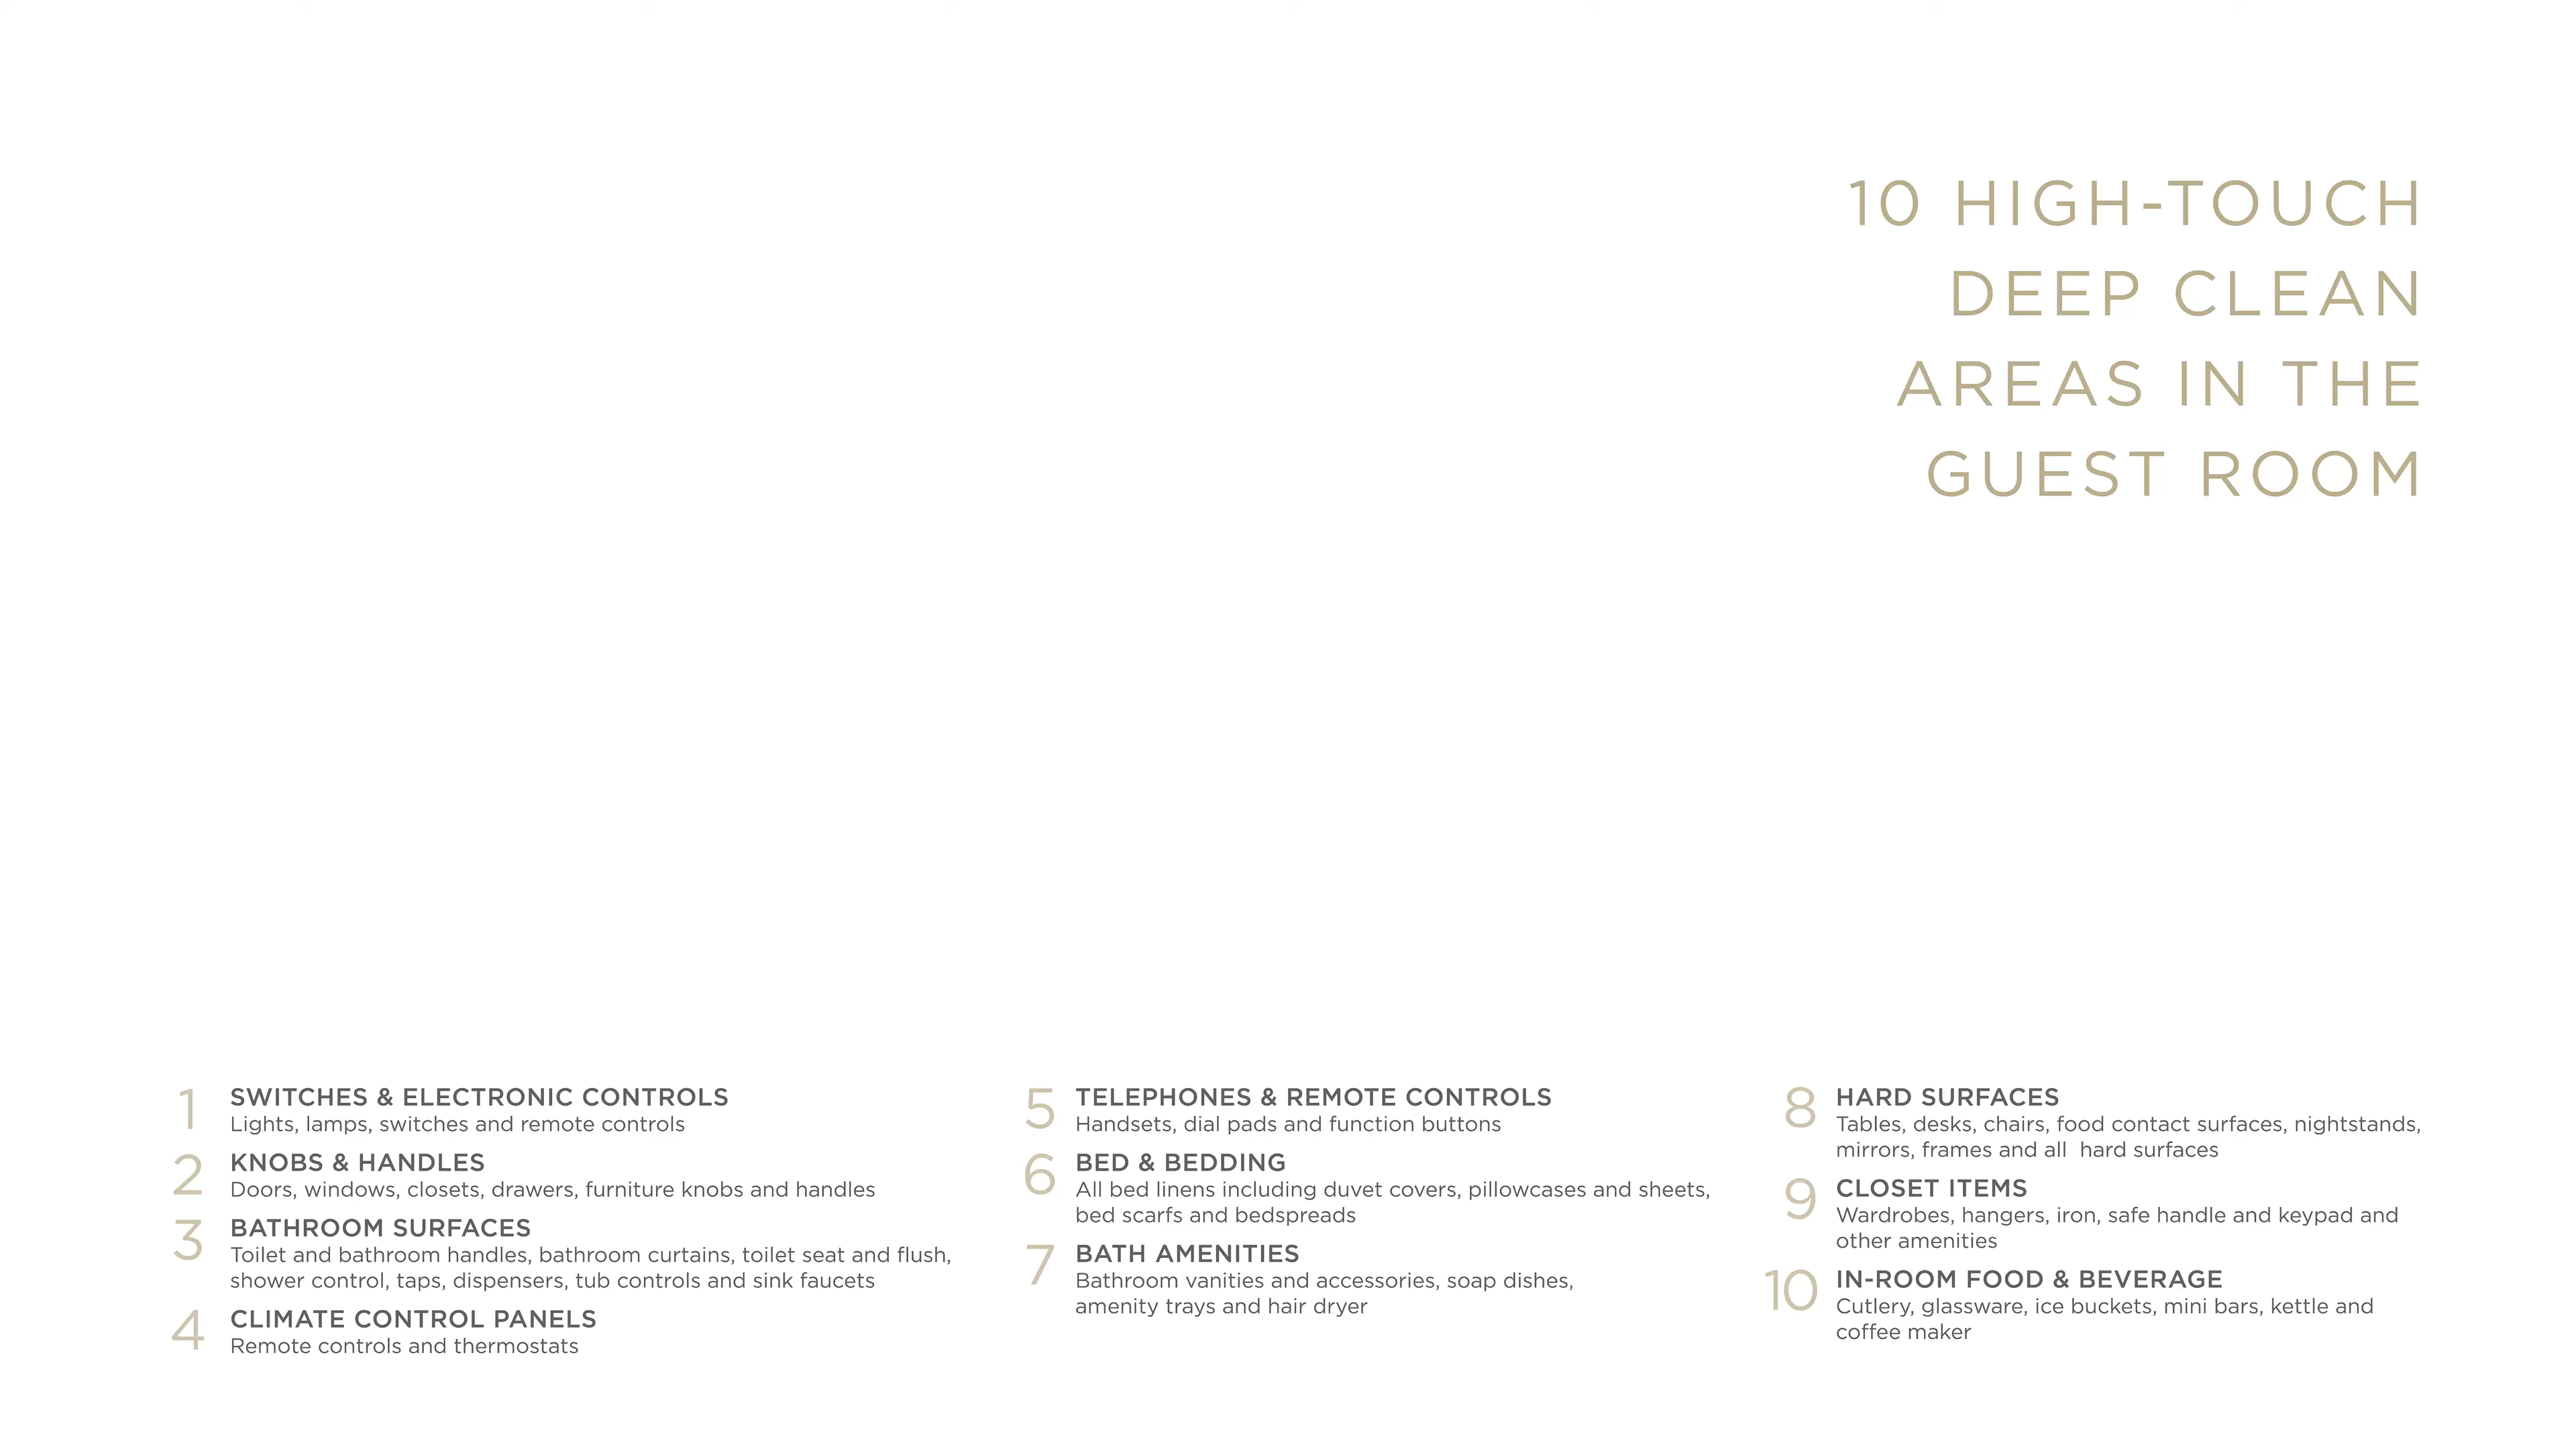 10 HIGH-TOUCH
DEEP CLEAN
AREAS IN THE
GUEST ROOM
1 SWITCHES & ELECTRONIC CONTROLS
Lights, lamps, switches and remote controls
2 KNOBS & HANDLES
Doors, windows, closets, drawers, furniture knobs and handles
3 BATHROOM SURFACES
Toilet and bathroom handles, bathroom curtains, toilet seat and flush,
shower control, taps, dispensers, tub controls and sink faucets
4 CLIMATE CONTROL PANELS
Remote controls and thermostats
5 TELEPHONES & REMOTE CONTROLS
Handsets, dial pads and function buttons
6 BED & BEDDING
All bed linens including duvet covers, pillowcases and sheets,
bed scarfs and bedspreads
7 BATH AMENITIES
Bathroom vanities and accessories, soap dishes,
amenity trays and hair dryer
8 HARD SURFACES
Tables, desks, chairs, food contact surfaces, nightstands,
mirrors, frames and all  hard surfaces
9 CLOSET ITEMS
Wardrobes, hangers, iron, safe handle and keypad and
other amenities
10 IN-ROOM FOOD & BEVERAGE
Cutlery, glassware, ice buckets, mini bars, kettle and
coffee maker